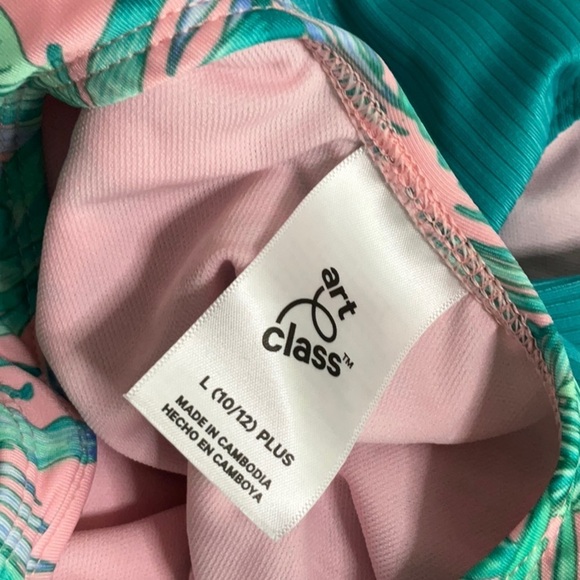 art
class™
L (10/12) PLUS
MADE IN CAMBODIA
HECHO EN CAMBOYA